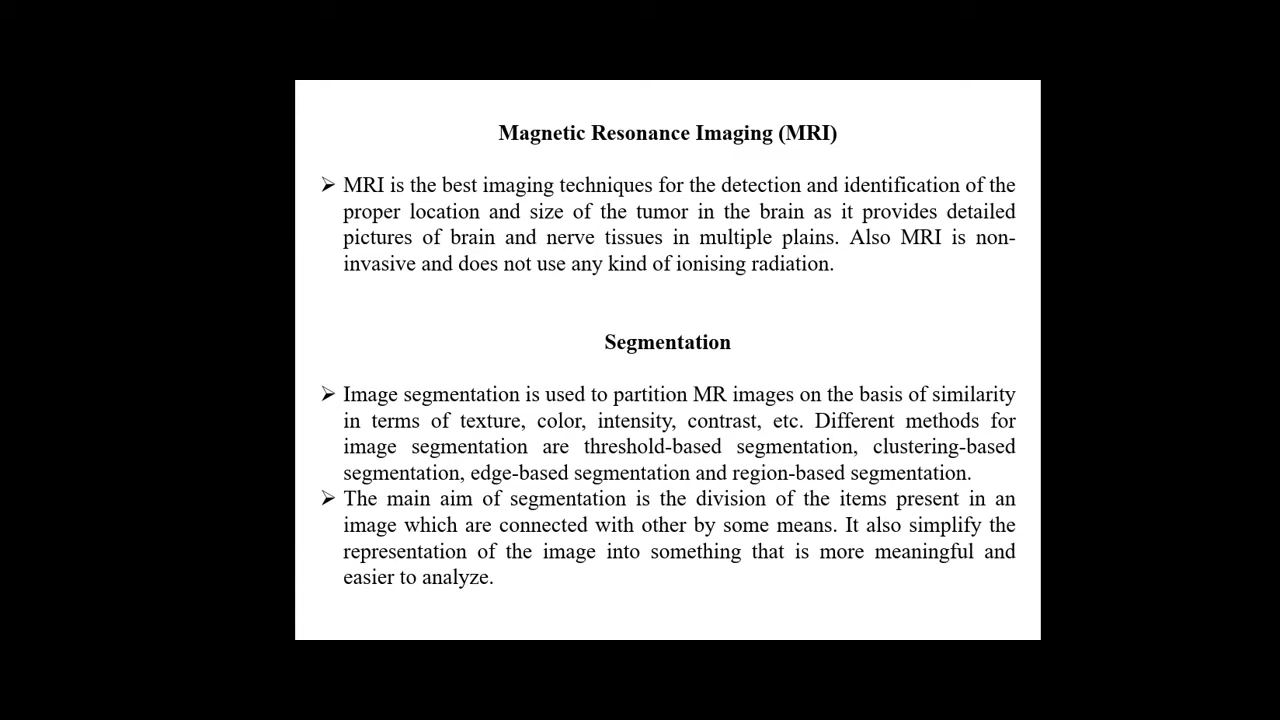 Magnetic Resonance Imaging (MRI)
➢ MRI is the best imaging techniques for the detection and identification of the
proper location and size of the tumor in the brain as it provides detailed
pictures of brain and nerve tissues in multiple plains. Also MRI is non-
invasive and does not use any kind of ionising radiation.
Segmentation
➢ Image segmentation is used to partition MR images on the basis of similarity
in terms of texture, color, intensity, contrast, etc. Different methods for
image segmentation are threshold-based segmentation, clustering-based
segmentation, edge-based segmentation and region-based segmentation.
➢ The main aim of segmentation is the division of the items present in an
image which are connected with other by some means. It also simplify the
representation of the image into something that is more meaningful and
easier to analyze.